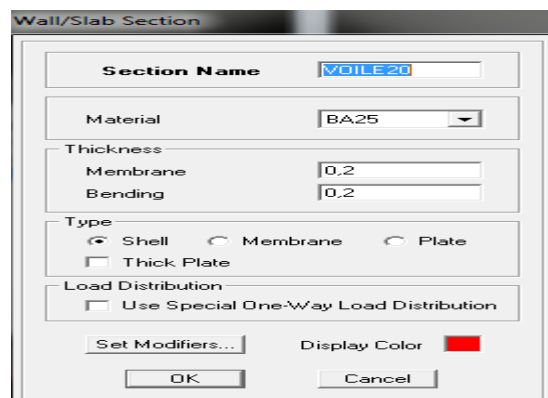 Wall/Slab Section
Section Name VOILE20
Material BA25
Thickness
Membrane 0,2
Bending 0,2
Type
Shell Membrane Plate
Thick Plate
Load Distribution
Use Special One-Way Load Distribution
Set Modifiers... Display Color
OK Cancel